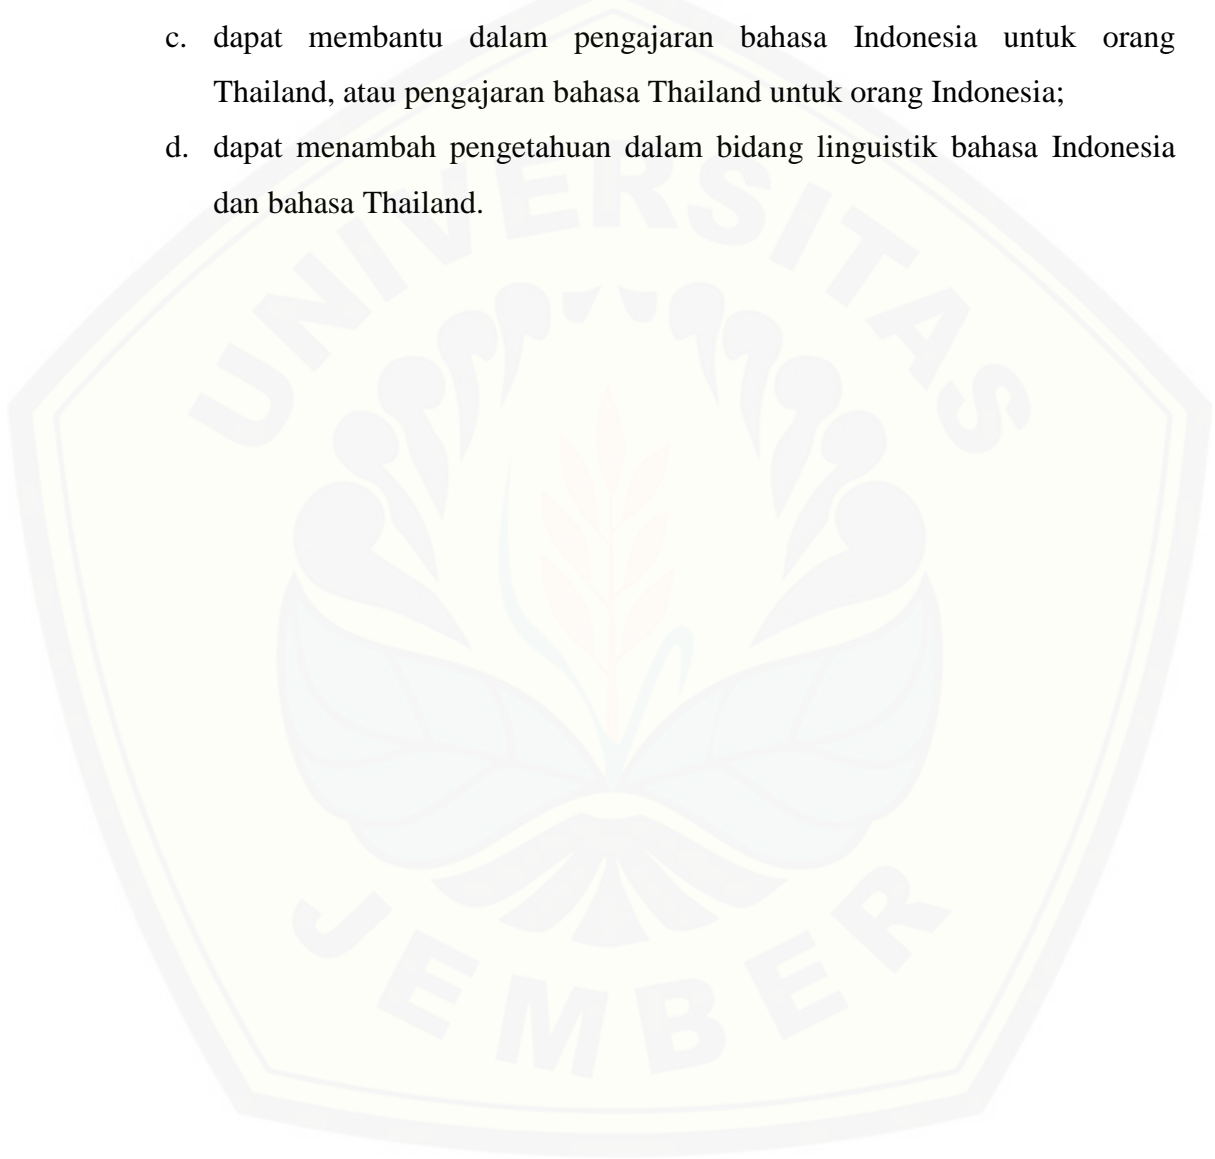 c. dapat membantu dalam pengajaran bahasa Indonesia untuk orang
Thailand, atau pengajaran bahasa Thailand untuk orang Indonesia;
d. dapat menambah pengetahuan dalam bidang linguistik bahasa Indonesia
dan bahasa Thailand.
UNIVERSITAS
JEMBER